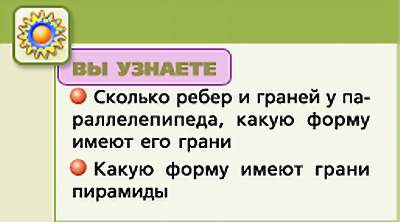 ВЫ УЗНАЕТЕ
Сколько ребер и граней у па-
раллелепипеда, какую форму
имеют его грани
Какую форму имеют грани
пирамиды